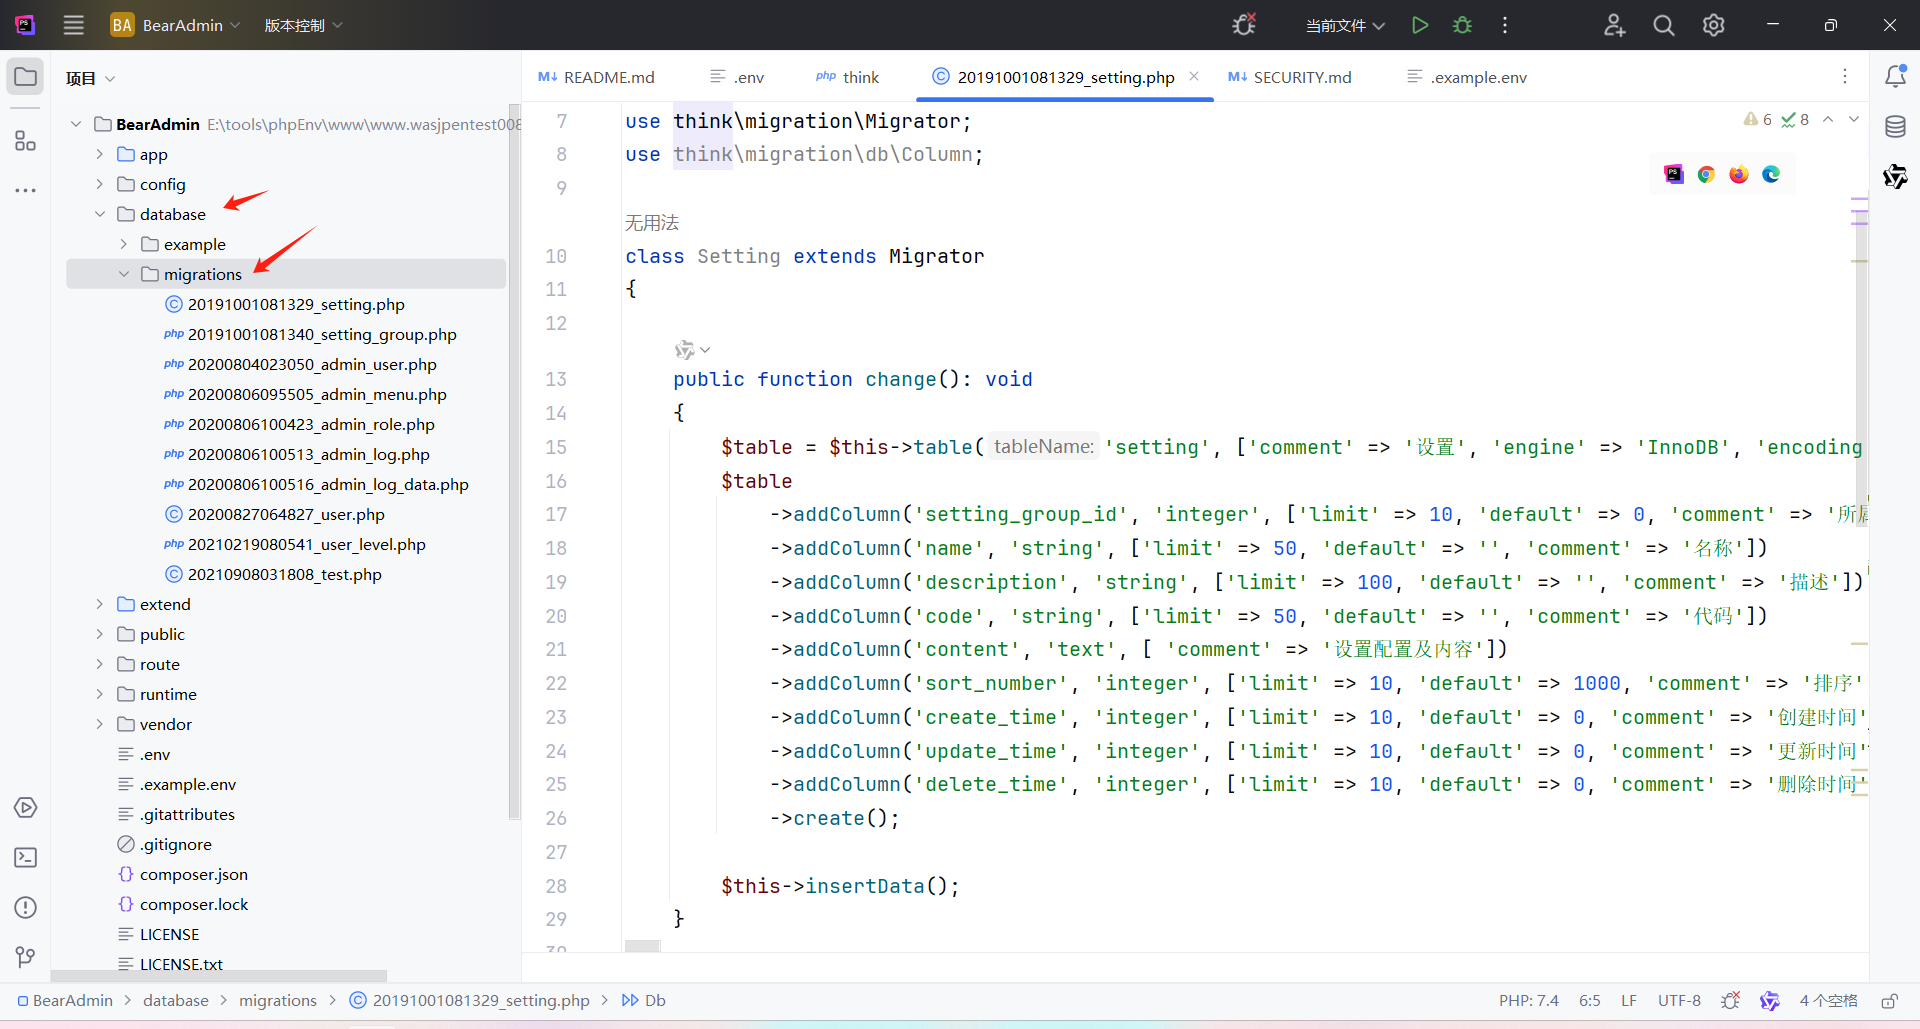 BA BearAdmin 版本控制 当前文件
项目
README.md .env think 20191001081329_setting.php SECURITY.md .example.env
BearAdmin E:\tools\phpEnv\www\www.wasjpentest008
app
config
database
example
migrations
20191001081329_setting.php
php 20191001081340_setting_group.php
php 20200804023050_admin_user.php
php 20200806095505_admin_menu.php
php 20200806100423_admin_role.php
php 20200806100513_admin_log.php
php 20200806100516_admin_log_data.php
20200827064827_user.php
php 20210219080541_user_level.php
20210908031808_test.php
extend
public
route
runtime
vendor
.env
.example.env
.gitattributes
.gitignore
composer.json
composer.lock
LICENSE
LICENSE.txt
6 8
7 use think\migration\Migrator;
8 use think\migration\db\Column;
9
无用法
10 class Setting extends Migrator
11 {
12
13 public function change(): void
14 {
15 $table = $this->table( tableName: 'setting', ['comment' => '设置', 'engine' => 'InnoDB', 'encoding
16 $table
17 ->addColumn('setting_group_id', 'integer', ['limit' => 10, 'default' => 0, 'comment' => '所属
18 ->addColumn('name', 'string', ['limit' => 50, 'default' => '', 'comment' => '名称'])
19 ->addColumn('description', 'string', ['limit' => 100, 'default' => '', 'comment' => '描述'])
20 ->addColumn('code', 'string', ['limit' => 50, 'default' => '', 'comment' => '代码'])
21 ->addColumn('content', 'text', [ 'comment' => '设置配置及内容'])
22 ->addColumn('sort_number', 'integer', ['limit' => 10, 'default' => 1000, 'comment' => '排序'
23 ->addColumn('create_time', 'integer', ['limit' => 10, 'default' => 0, 'comment' => '创建时间'
24 ->addColumn('update_time', 'integer', ['limit' => 10, 'default' => 0, 'comment' => '更新时间'
25 ->addColumn('delete_time', 'integer', ['limit' => 10, 'default' => 0, 'comment' => '删除时间'
26 ->create();
27
28 $this->insertData();
29 }
30
BearAdmin > database > migrations > 20191001081329_setting.php > Db
PHP: 7.4 6:5 LF UTF-8 4 个空格